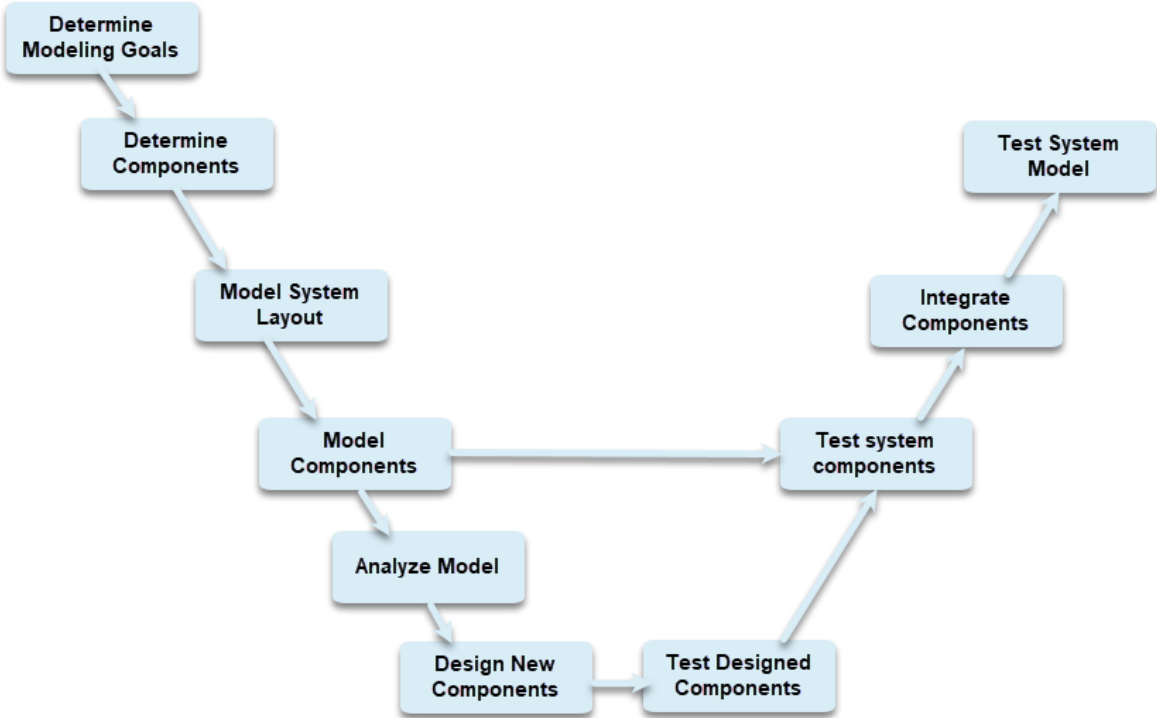 Determine
Modeling Goals
Determine
Components
Model System
Layout
Model
Components
Analyze Model
Design New
Components
Test Designed
Components
Test system
components
Integrate
Components
Test System
Model